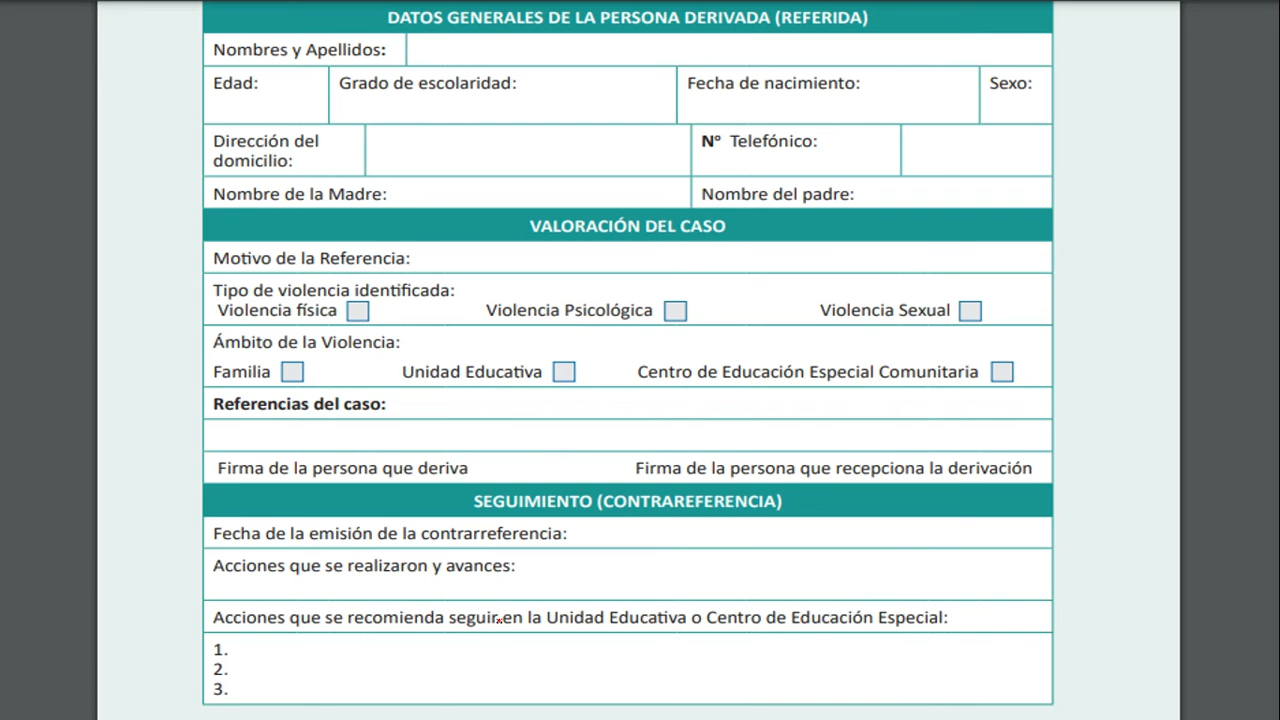 DATOS GENERALES DE LA PERSONA DERIVADA (REFERIDA)
Nombres y Apellidos:
Edad: Grado de escolaridad: Fecha de nacimiento: Sexo:
Dirección del domicilio: Nº Telefónico:
Nombre de la Madre: Nombre del padre:
VALORACIÓN DEL CASO
Motivo de la Referencia:
Tipo de violencia identificada:
Violencia física Violencia Psicológica Violencia Sexual
Ámbito de la Violencia:
Familia Unidad Educativa Centro de Educación Especial Comunitaria
Referencias del caso:
Firma de la persona que deriva Firma de la persona que recepciona la derivación
SEGUIMIENTO (CONTRAREFERENCIA)
Fecha de la emisión de la contrarreferencia:
Acciones que se realizaron y avances:
Acciones que se recomienda seguir en la Unidad Educativa o Centro de Educación Especial:
1.
2.
3.